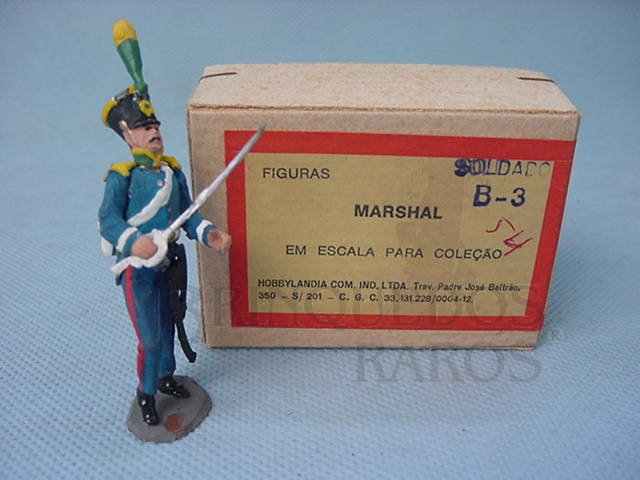 FIGURAS
SOLDADO
B-3
MARSHAL
54
EM ESCALA PARA COLEÇÃO
HOBBYLANDIA COM. IND, LTDA. Trav. Padre José Beltrão,
350 - S/ 201 - C. G. C. 33.131.228/0004-12
BRINQUEDOS
RAROS